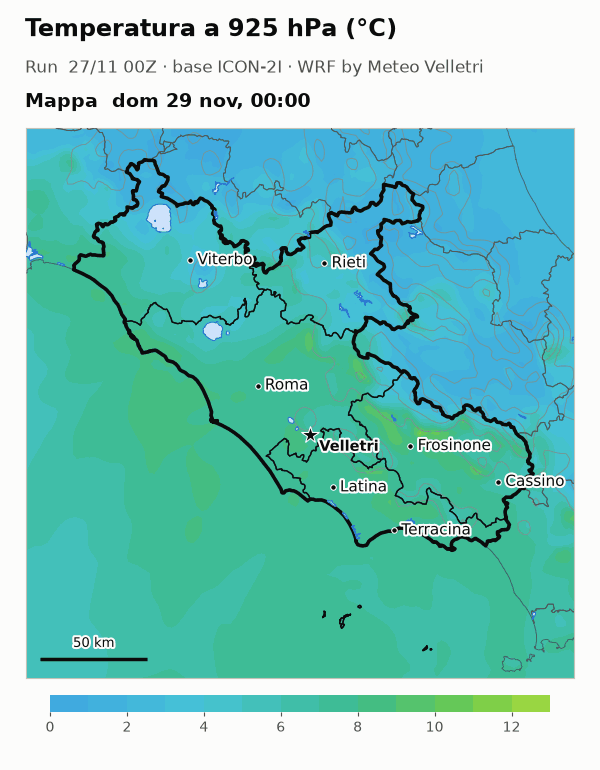 Temperatura a 925 hPa (°C)
Run  27/11 00Z · base ICON-2I · WRF by Meteo Velletri
Mappa  dom 29 nov, 00:00
Viterbo
Rieti
Roma
Velletri
Frosinone
Cassino
Latina
Terracina
50 km
0 2 4 6 8 10 12